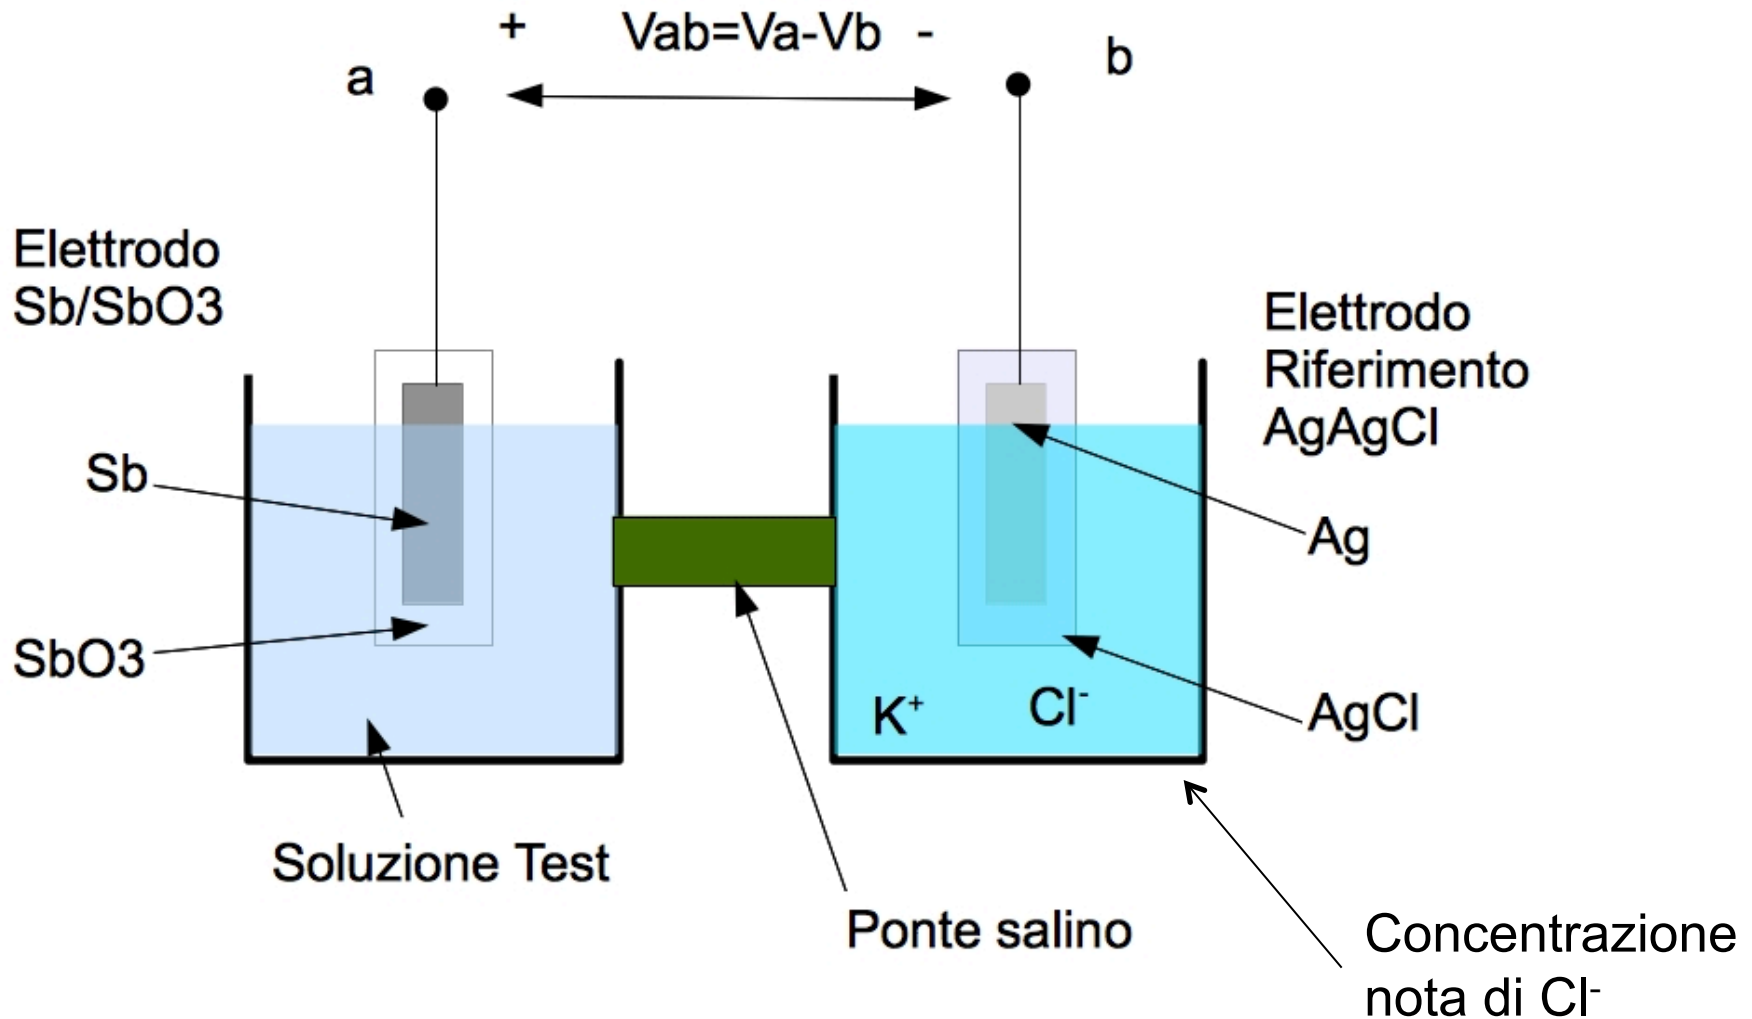 + Vab=Va-Vb -
a
b
Elettrodo
Sb/SbO3
Elettrodo
Riferimento
AgAgCl
Sb
Ag
SbO3
K⁺
Cl⁻
AgCl
Soluzione Test
Ponte salino
Concentrazione
nota di Cl⁻